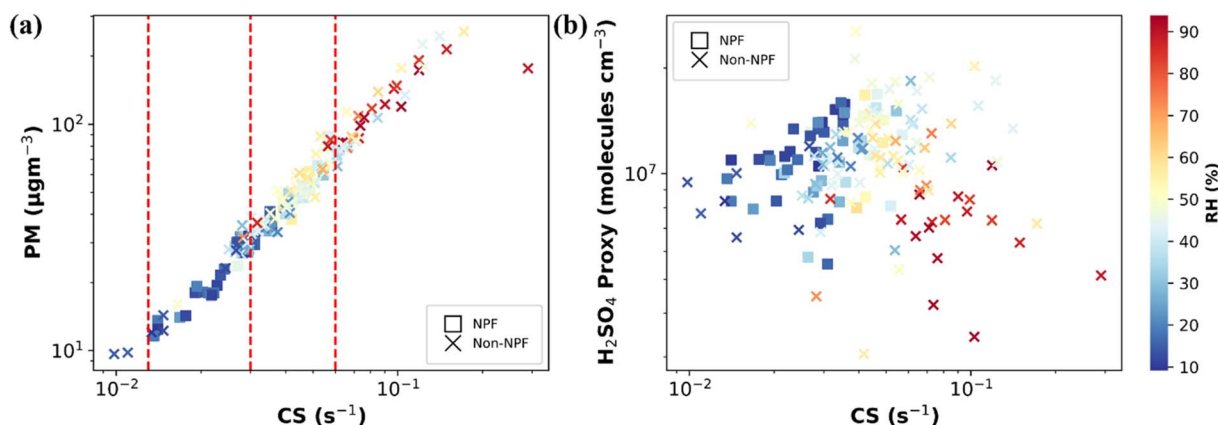 (a)
PM (µgm⁻³)
10²
10¹
NPF
Non-NPF
10⁻²
10⁻¹
CS (s⁻¹)
(b)
H₂SO₄ Proxy (molecules cm⁻³)
10⁷
NPF
Non-NPF
10⁻²
10⁻¹
CS (s⁻¹)
90
80
70
60
50
40
30
20
10
RH (%)